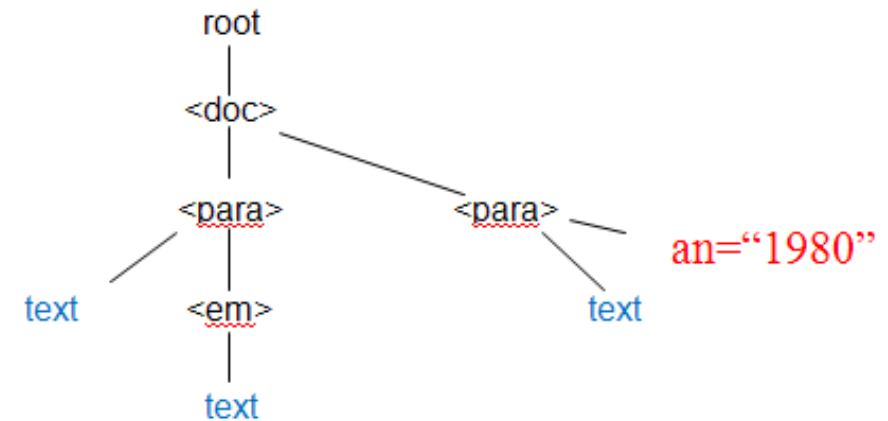 root
<doc>
<para> <para>
an=“1980”
text <em> text
text